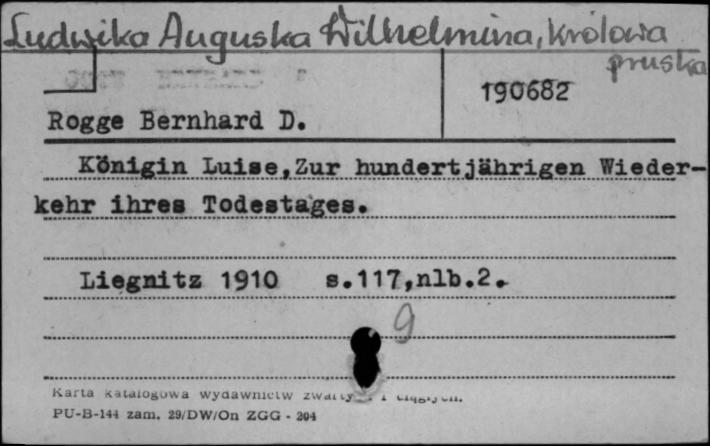 Ludwika Auguska Wilhelmina, królowa
pruska
190682
Rogge Bernhard D.
Königin Luise,Zur hundertjährigen Wieder-
kehr ihres Todestages.
Liegnitz 1910 s.117,nlb.2.
9
Karta katalogowa wydawnictw i
PU-B-144 zam. 29/DW/On ZGG - 204